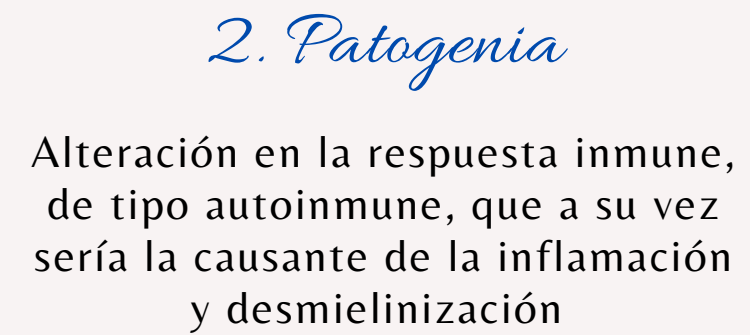 2. Patogenia
Alteración en la respuesta inmune,
de tipo autoinmune, que a su vez
sería la causante de la inflamación
y desmielinización